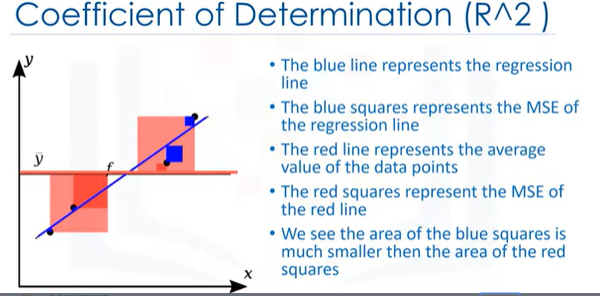 Coefficient of Determination (R^2 )
y
ȳ
f
x
• The blue line represents the regression
line
• The blue squares represents the MSE of
the regression line
• The red line represents the average
value of the data points
• The red squares represent the MSE of
the red line
• We see the area of the blue squares is
much smaller then the area of the red
squares